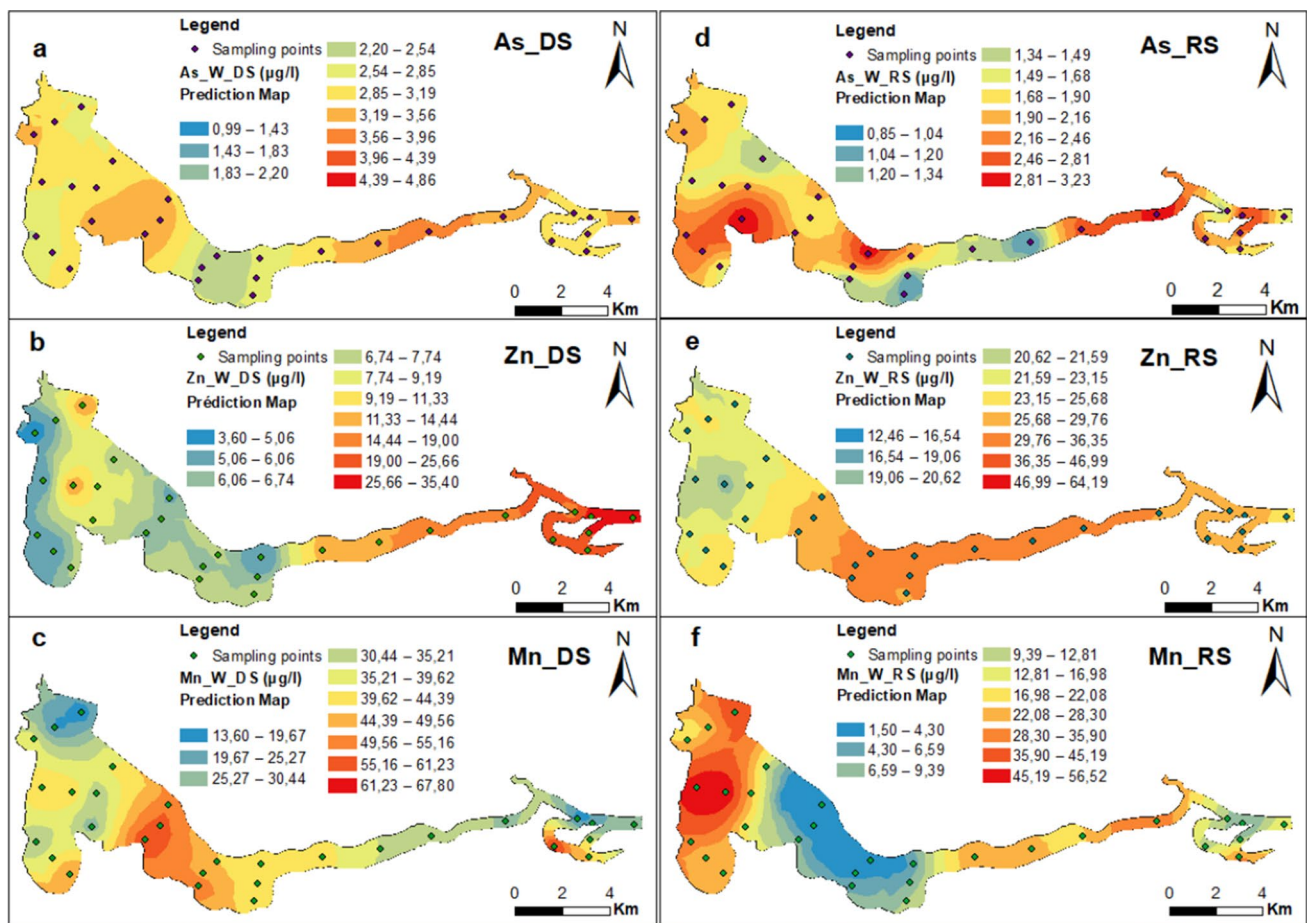 a
Legend
Sampling points
As_W_DS (µg/l)
Prediction Map
0,99 – 1,43
1,43 – 1,83
1,83 – 2,20
2,20 – 2,54
2,54 – 2,85
2,85 – 3,19
3,19 – 3,56
3,56 – 3,96
3,96 – 4,39
4,39 – 4,86
As_DS
N
0 2 4
Km
d
Legend
Sampling points
As_W_RS (µg/l)
Prediction Map
0,85 – 1,04
1,04 – 1,20
1,20 – 1,34
1,34 – 1,49
1,49 – 1,68
1,68 – 1,90
1,90 – 2,16
2,16 – 2,46
2,46 – 2,81
2,81 – 3,23
As_RS
N
0 2 4
Km
b
Legend
Sampling points
Zn_W_DS (µg/l)
Prédiction Map
3,60 – 5,06
5,06 – 6,06
6,06 – 6,74
6,74 – 7,74
7,74 – 9,19
9,19 – 11,33
11,33 – 14,44
14,44 – 19,00
19,00 – 25,66
25,66 – 35,40
Zn_DS
N
0 2 4
Km
e
Legend
Sampling points
Zn_W_RS (µg/l)
Prediction Map
12,46 – 16,54
16,54 – 19,06
19,06 – 20,62
20,62 – 21,59
21,59 – 23,15
23,15 – 25,68
25,68 – 29,76
29,76 – 36,35
36,35 – 46,99
46,99 – 64,19
Zn_RS
N
0 2 4
Km
c
Legend
Sampling points
Mn_W_DS (µg/l)
Prediction Map
13,60 – 19,67
19,67 – 25,27
25,27 – 30,44
30,44 – 35,21
35,21 – 39,62
39,62 – 44,39
44,39 – 49,56
49,56 – 55,16
55,16 – 61,23
61,23 – 67,80
Mn_DS
N
0 2 4
Km
f
Legend
Sampling points
Mn_W_RS (µg/l)
Prediction Map
1,50 – 4,30
4,30 – 6,59
6,59 – 9,39
9,39 – 12,81
12,81 – 16,98
16,98 – 22,08
22,08 – 28,30
28,30 – 35,90
35,90 – 45,19
45,19 – 56,52
Mn_RS
N
0 2 4
Km